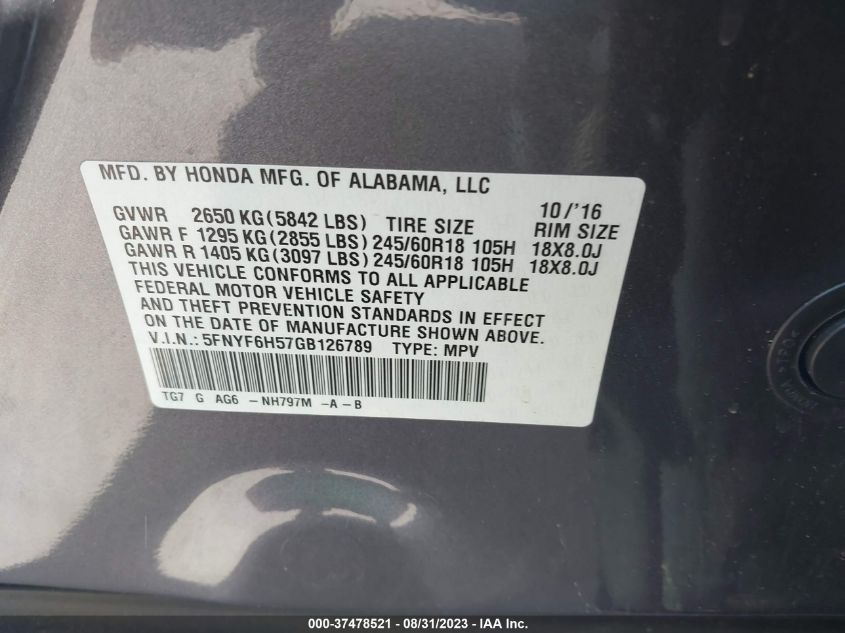 MFD. BY HONDA MFG. OF ALABAMA, LLC
10/'16
GVWR 2650 KG(5842 LBS) TIRE SIZE RIM SIZE
GAWR F 1295 KG(2855 LBS) 245/60R18 105H 18X8.0J
GAWR R 1405 KG(3097 LBS) 245/60R18 105H 18X8.0J
THIS VEHICLE CONFORMS TO ALL APPLICABLE
FEDERAL MOTOR VEHICLE SAFETY
AND THEFT PREVENTION STANDARDS IN EFFECT
ON THE DATE OF MANUFACTURE SHOWN ABOVE.
V.I.N.: 5FNYF6H57GB126789 TYPE: MPV
TG7 G AG6 -NH797M -A-B
000-37478521 - 08/31/2023 - IAA Inc.